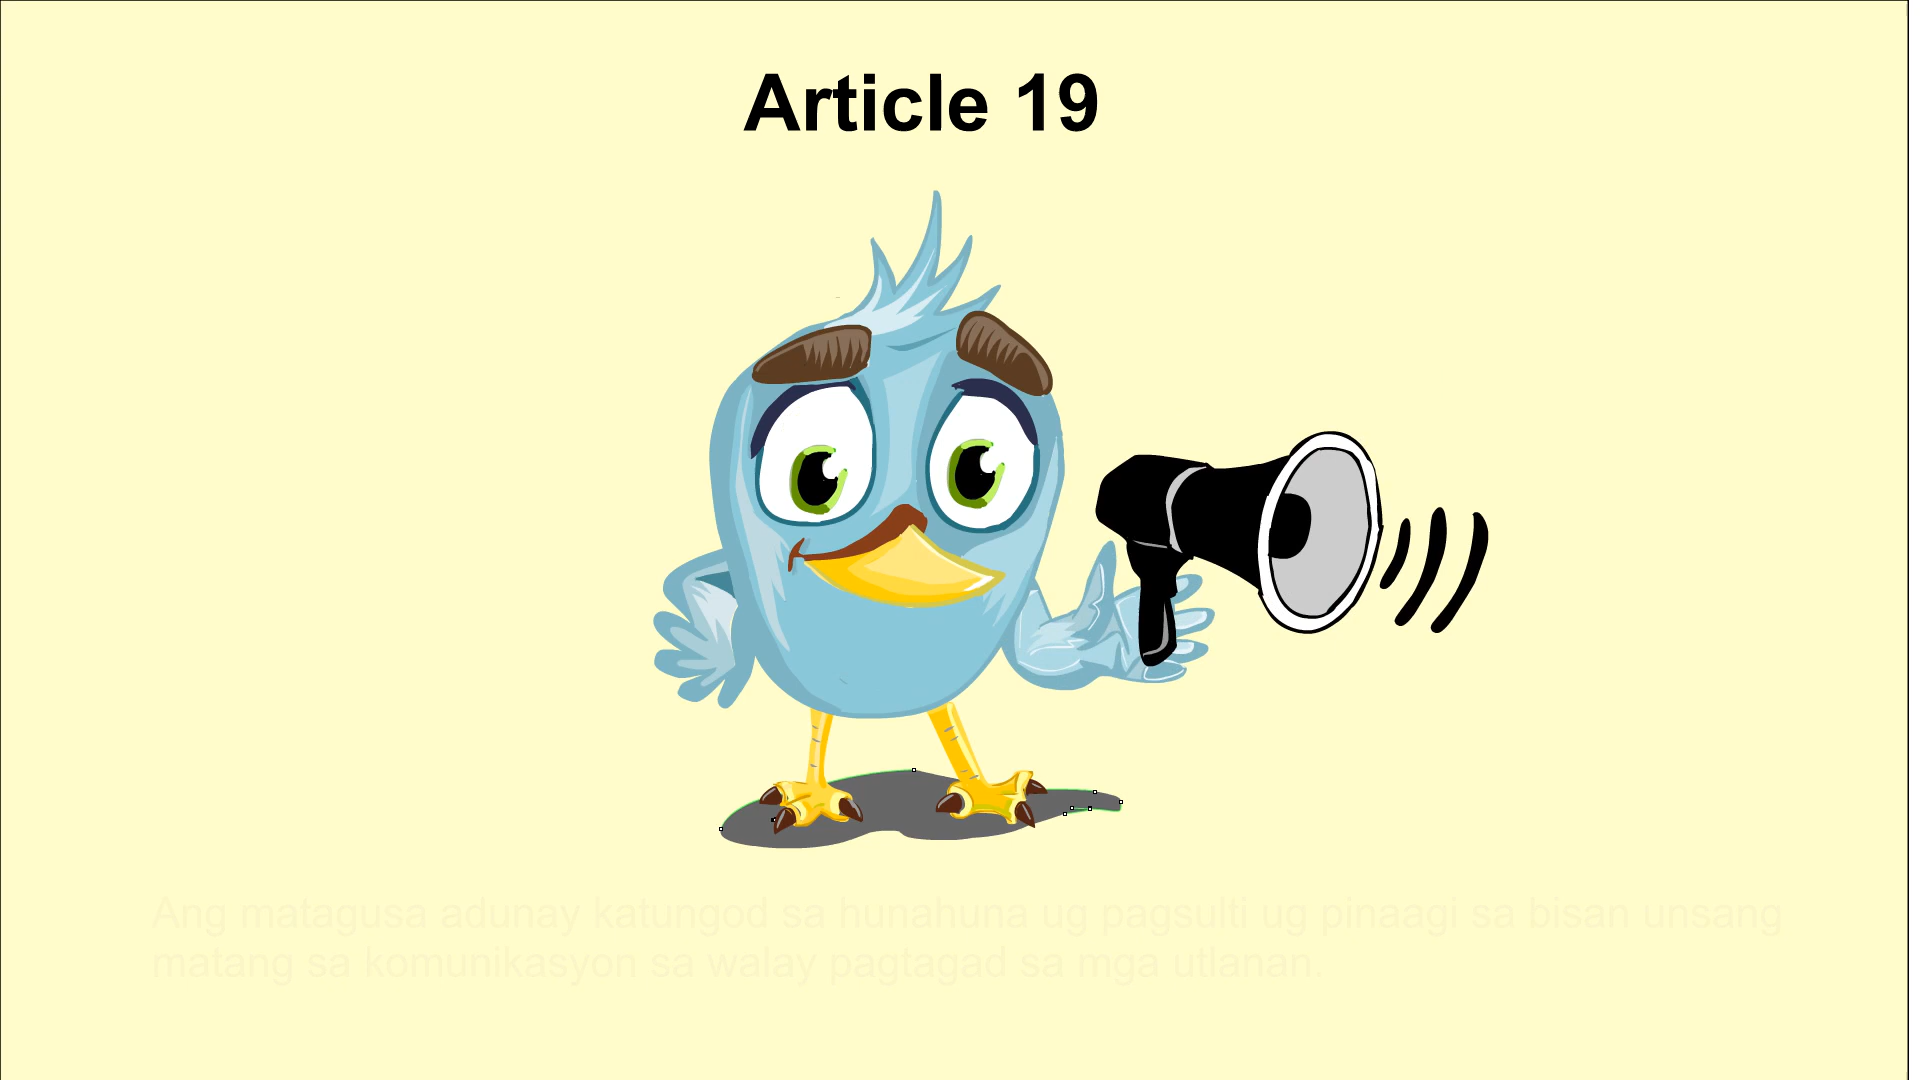 Article 19
Ang matagusa adunay katungod sa hunahuna ug pagsulti ug pinaagi sa bisan unsang
matang sa komunikasyon sa walay pagtagad sa mga utlanan.